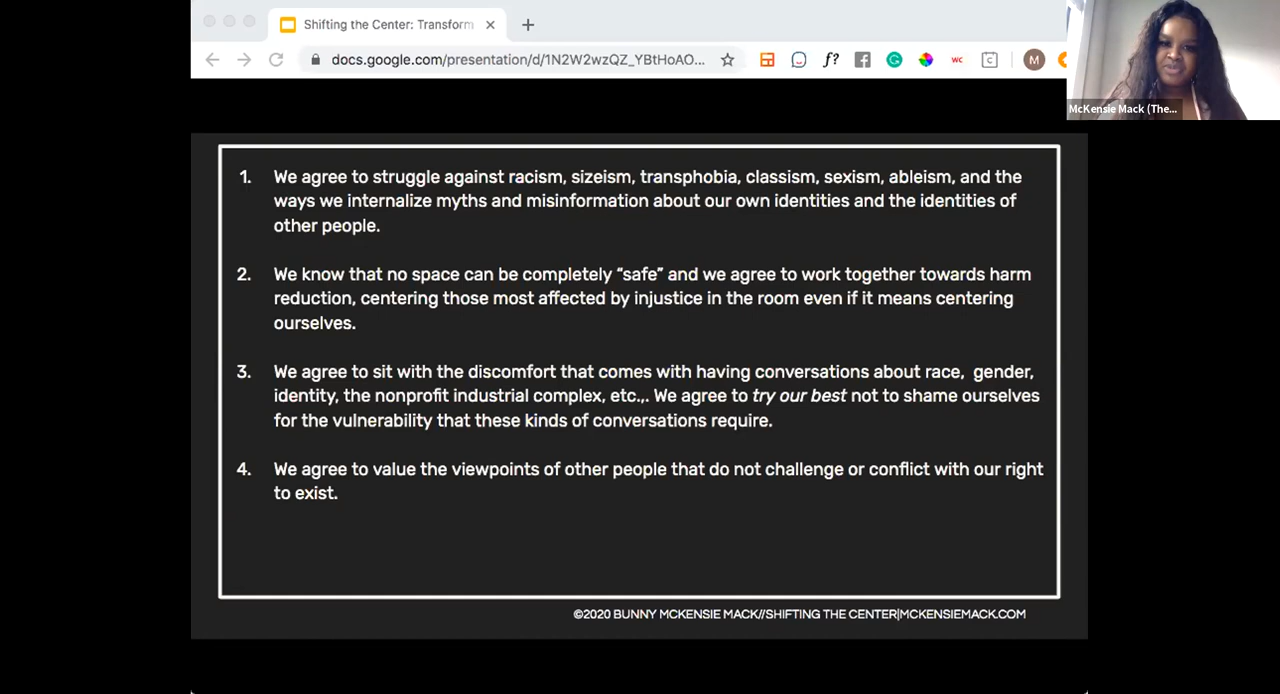 Shifting the Center: Transform
docs.google.com/presentation/d/1N2W2wzQZ_YBtHoAO...
f?
WC
C
M
McKensie Mack (The...
1. We agree to struggle against racism, sizeism, transphobia, classism, sexism, ableism, and the
ways we internalize myths and misinformation about our own identities and the identities of
other people.
2. We know that no space can be completely “safe” and we agree to work together towards harm
reduction, centering those most affected by injustice in the room even if it means centering
ourselves.
3. We agree to sit with the discomfort that comes with having conversations about race, gender,
identity, the nonprofit industrial complex, etc.,. We agree to try our best not to shame ourselves
for the vulnerability that these kinds of conversations require.
4. We agree to value the viewpoints of other people that do not challenge or conflict with our right
to exist.
©2020 BUNNY MCKENSIE MACK//SHIFTING THE CENTER|MCKENSIEMACK.COM